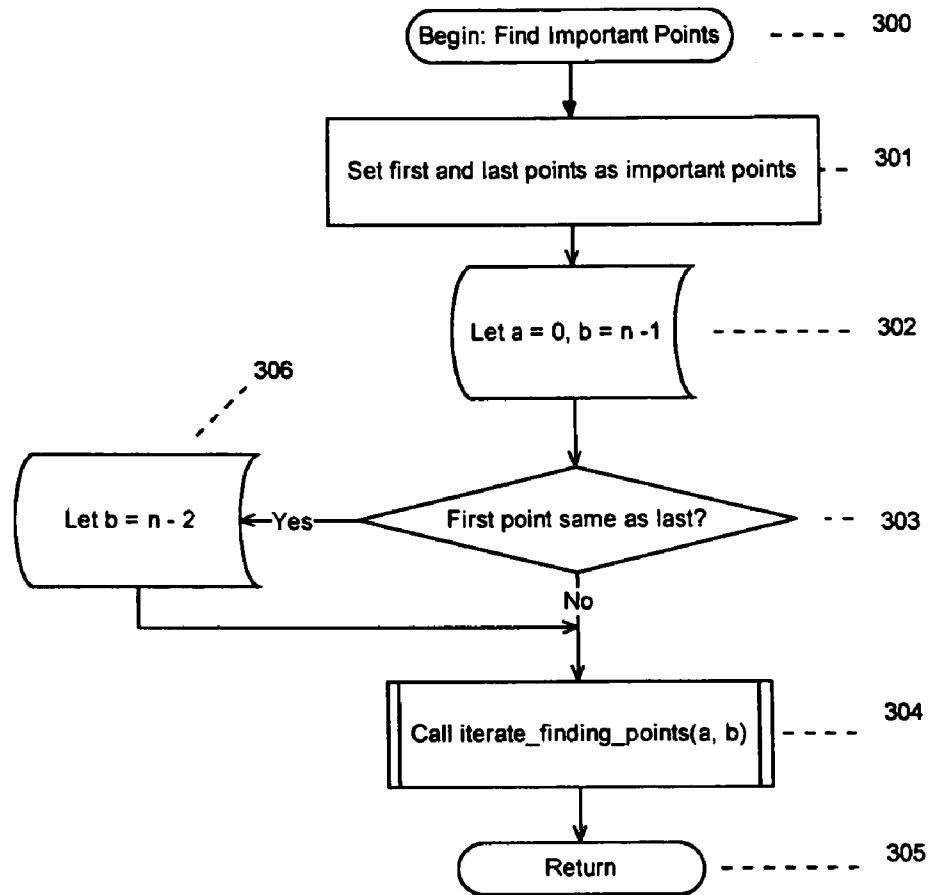 Begin: Find Important Points
300
Set first and last points as important points
301
Let a = 0, b = n -1
302
306
Let b = n - 2
Yes
First point same as last?
303
No
Call iterate_finding_points(a, b)
304
Return
305